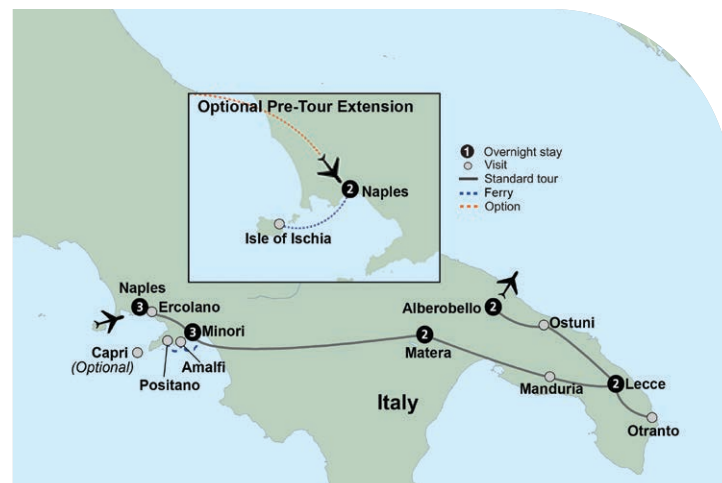 Optional Pre-Tour Extension
2 Naples
Isle of Ischia
1 Overnight stay
Visit
Standard tour
Ferry
Option
Naples
3 Ercolano
3 Minori
Capri
(Optional)
Positano
Amalfi
Alberobello 2
Ostuni
2
Matera
Manduria
2 Lecce
Otranto
Italy